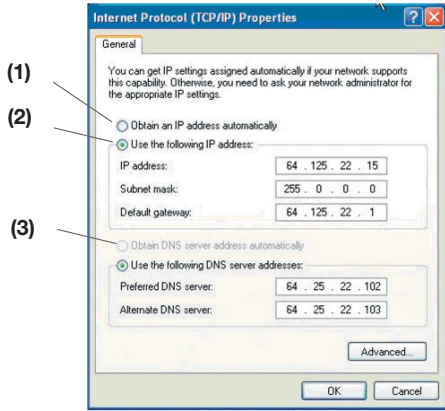 Internet Protocol (TCP/IP) Properties
General
You can get IP settings assigned automatically if your network supports
this capability. Otherwise, you need to ask your network administrator for
the appropriate IP settings.
(1)
Obtain an IP address automatically
(2)
Use the following IP address:
IP address: 64 . 125 . 22 . 15
Subnet mask: 255 . 0 . 0 . 0
Default gateway: 64 . 125 . 22 . 1
(3)
Obtain DNS server address automatically
Use the following DNS server addresses:
Preferred DNS server: 64 . 25 . 22 . 102
Alternate DNS server: 64 . 25 . 22 . 103
Advanced...
OK Cancel